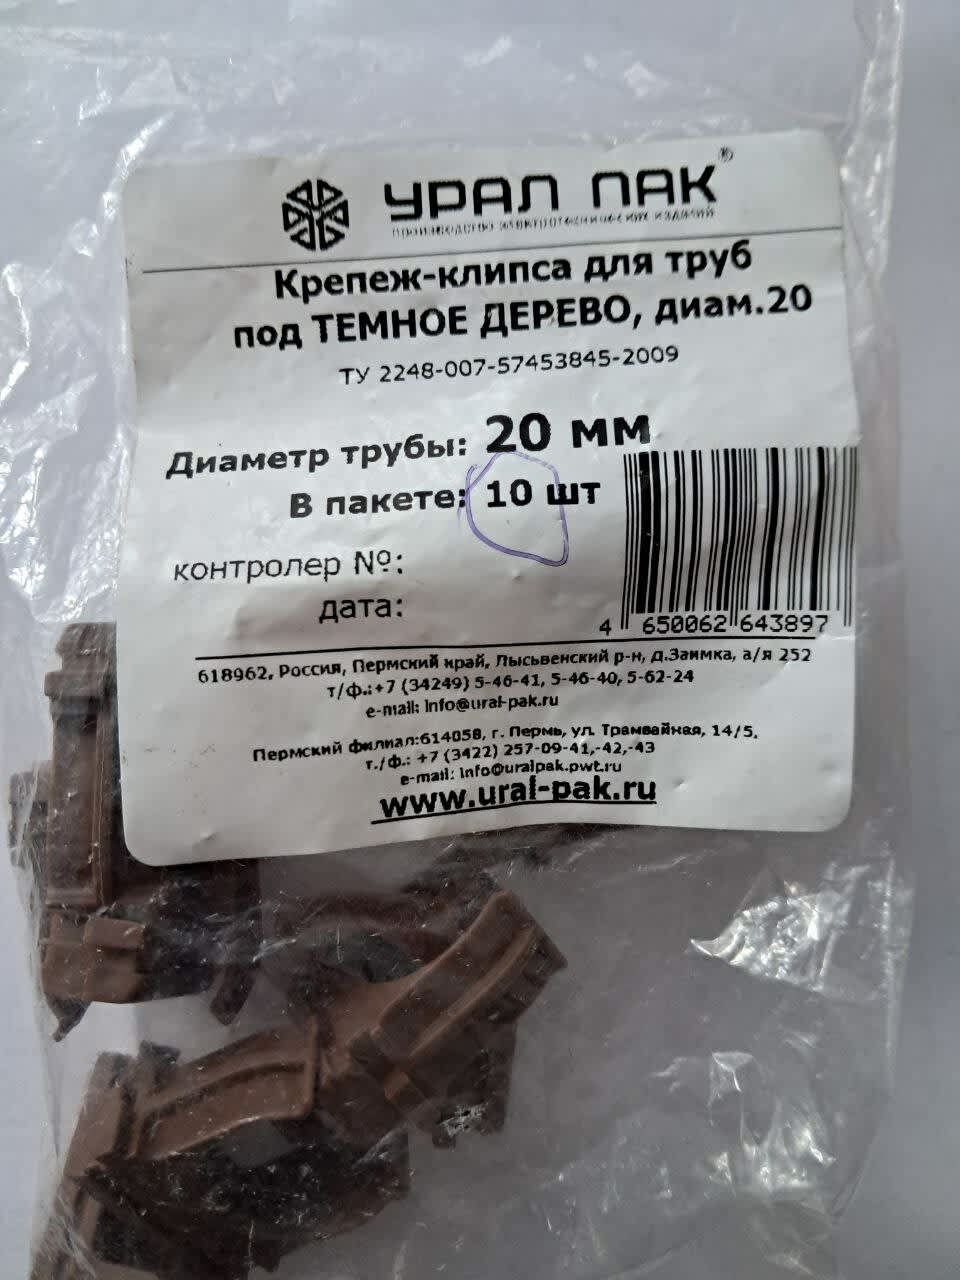 УРАЛ ПАК®
производство электротехнических изделий
Крепеж-клипса для труб
под ТЕМНОЕ ДЕРЕВО, диам.20
ТУ 2248-007-57453845-2009
Диаметр трубы: 20 мм
В пакете: 10 шт
контролер №:
дата:
4 650062 643897
618962, Россия, Пермский край, Лысьвенский р-н, д.Заимка, а/я 252
т/ф.:+7 (34249) 5-46-41, 5-46-40, 5-62-24
e-mail: info@ural-pak.ru
Пермский филиал:614058, г. Пермь, ул. Трамвайная, 14/5,
т./ф.: +7 (3422) 257-09-41,-42,-43
e-mail: info@uralpak.pwt.ru
www.ural-pak.ru